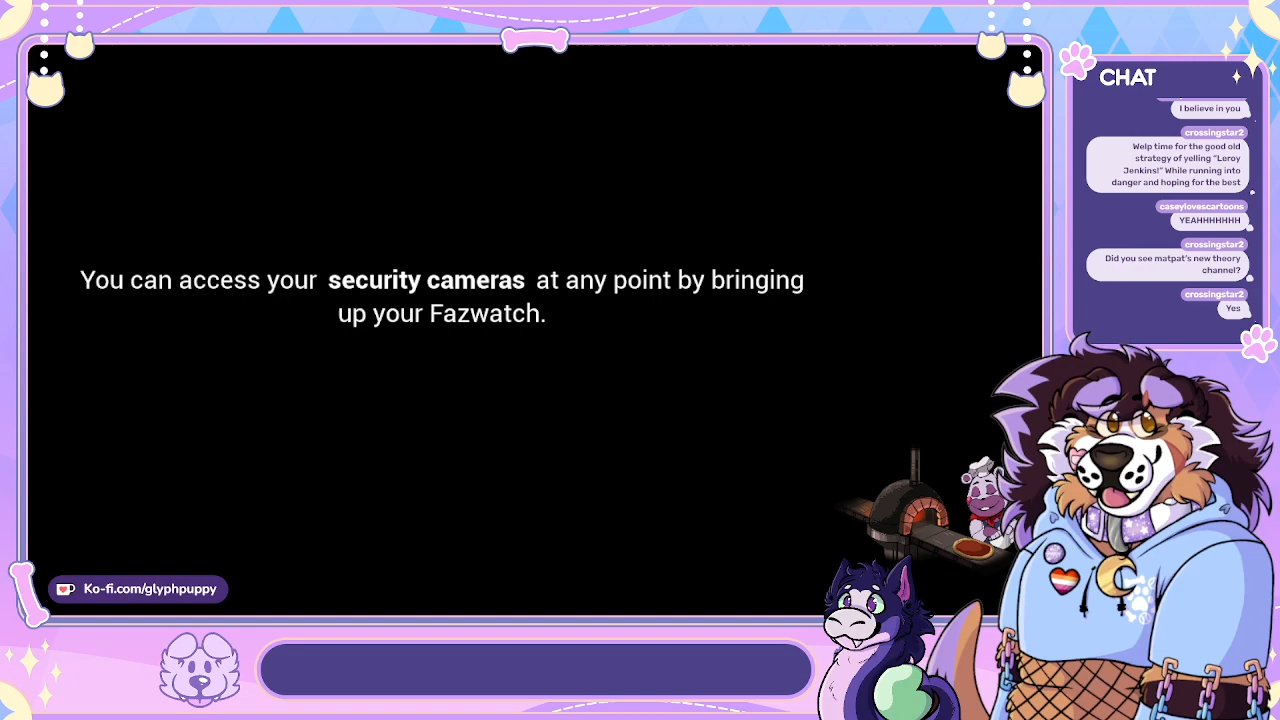 You can access your security cameras at any point by bringing
up your Fazwatch.
Ko-fi.com/glyphpuppy
CHAT
I believe in you
crossingstar2
Welp time for the good old
strategy of yelling "Leroy
Jenkins!" While running into
danger and hoping for the best
caseylovescartoons
YEAHHHHHHH
crossingstar2
Did you see matpat's new theory
channel?
crossingstar2
Yes